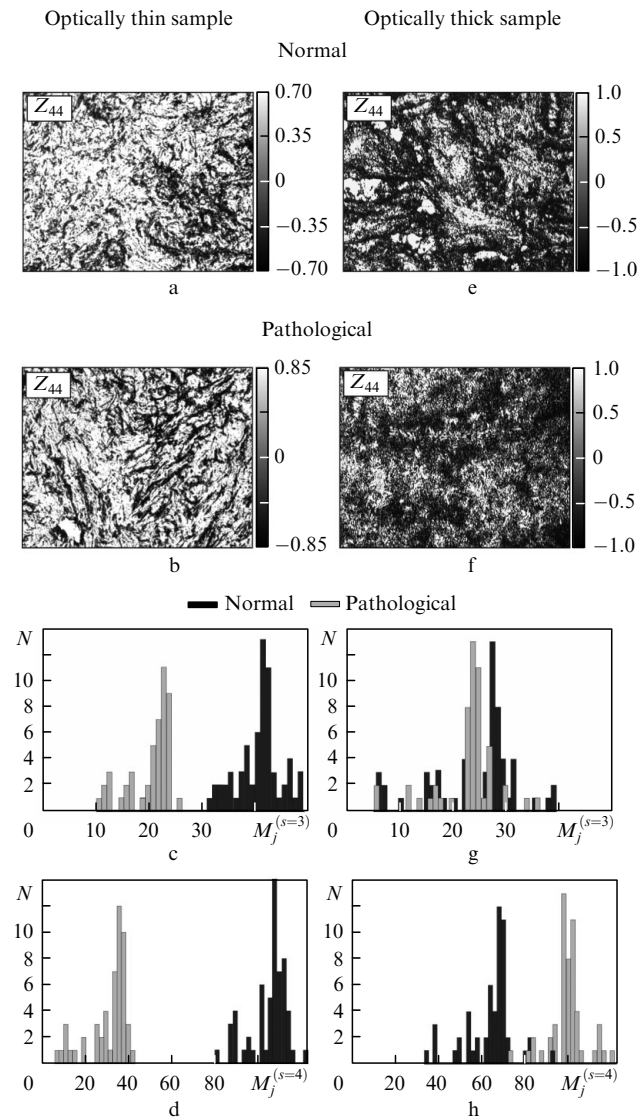 Optically thin sample Optically thick sample
Normal
Z44 0.70 0.35 0 −0.35 −0.70 Z44 1.0 0.5 0 −0.5 −1.0
a e
Pathological
Z44 0.85 0 −0.85 Z44 1.0 0.5 0 −0.5 −1.0
b f
Normal Pathological
N N
10 10
8 8
6 6
4 4
2 2
0 10 20 30 M_j^(s=3) 0 10 20 30 M_j^(s=3)
c g
N N
10 10
8 8
6 6
4 4
2 2
0 20 40 60 80 M_j^(s=4) 0 20 40 60 80 M_j^(s=4)
d h